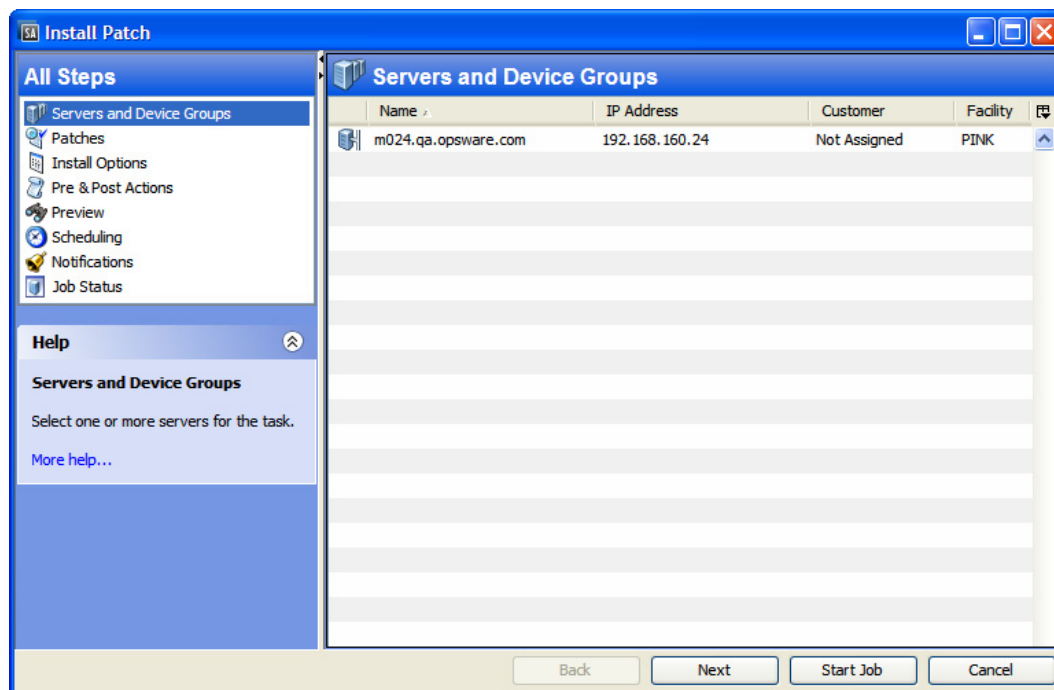 SA Install Patch
All Steps
Servers and Device Groups
Patches
Install Options
Pre & Post Actions
Preview
Scheduling
Notifications
Job Status
Help
Servers and Device Groups
Select one or more servers for the task.
More help...
Servers and Device Groups
Name IP Address Customer Facility
m024.qa.opsware.com 192.168.160.24 Not Assigned PINK
Back Next Start Job Cancel